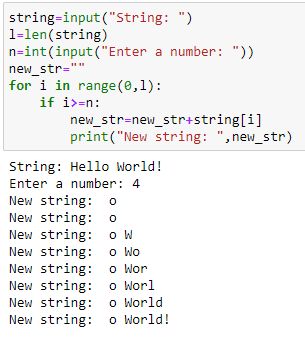 string=input("String: ")
l=len(string)
n=int(input("Enter a number: "))
new_str=""
for i in range(0,l):
    if i>=n:
        new_str=new_str+string[i]
        print("New string: ",new_str)
String: Hello World!
Enter a number: 4
New string:  o
New string:  o
New string:  o W
New string:  o Wo
New string:  o Wor
New string:  o Worl
New string:  o World
New string:  o World!